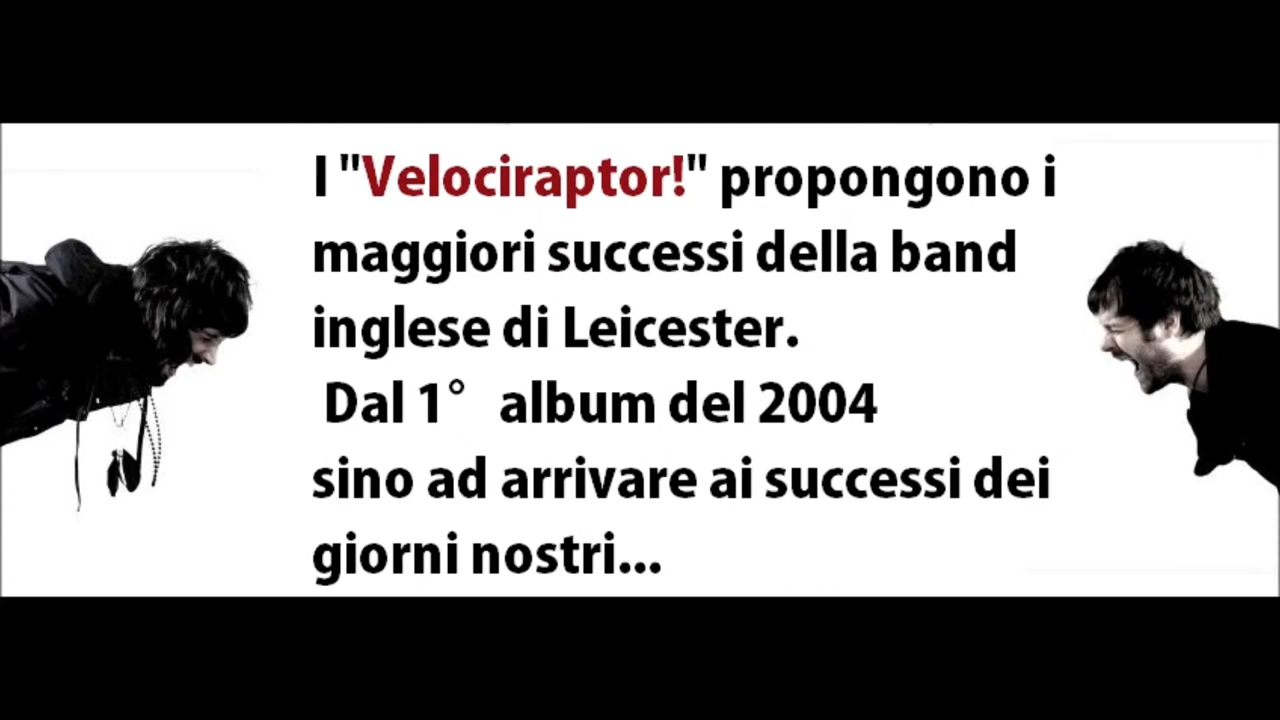 I "Velociraptor!" propongono i
maggiori successi della band
inglese di Leicester.
Dal 1° album del 2004
sino ad arrivare ai successi dei
giorni nostri...